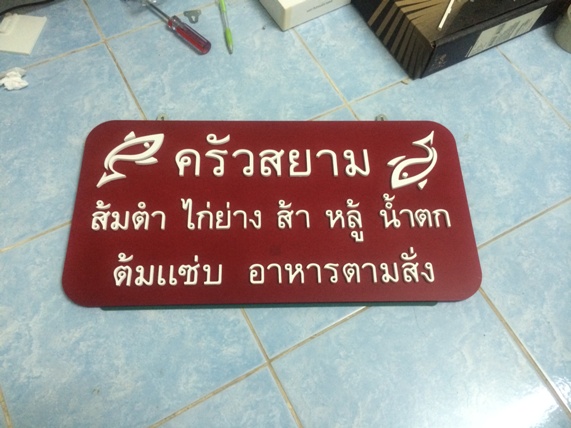 ครัวสยาม
ส้มตำ ไก่ย่าง ส้า หลู้ น้ำตก
ต้มแซ่บ อาหารตามสั่ง